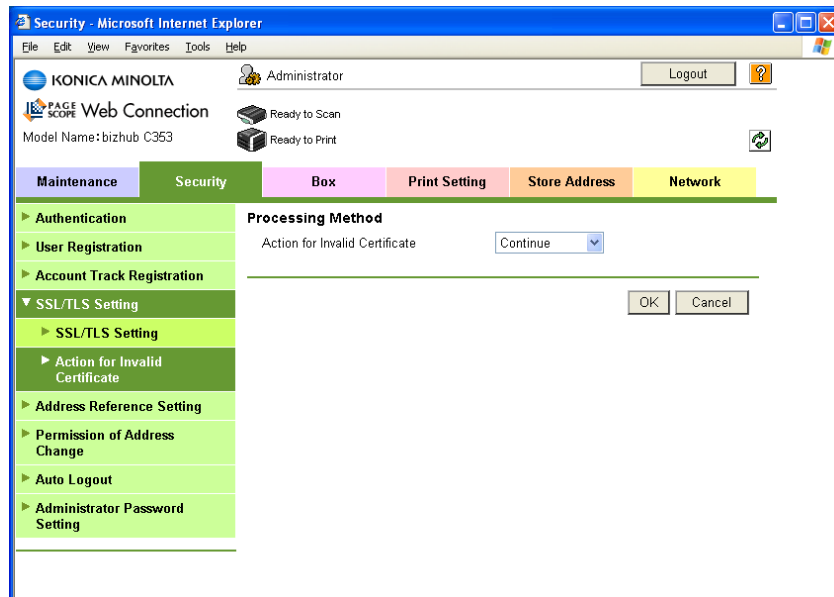 Security - Microsoft Internet Explorer
File Edit View Favorites Tools Help
KONICA MINOLTA
Administrator
Logout
?
PAGE SCOPE Web Connection
Ready to Scan
Model Name:bizhub C353
Ready to Print
Maintenance Security Box Print Setting Store Address Network
Authentication
User Registration
Account Track Registration
SSL/TLS Setting
SSL/TLS Setting
Action for Invalid
Certificate
Address Reference Setting
Permission of Address
Change
Auto Logout
Administrator Password
Setting
Processing Method
Action for Invalid Certificate Continue
OK Cancel